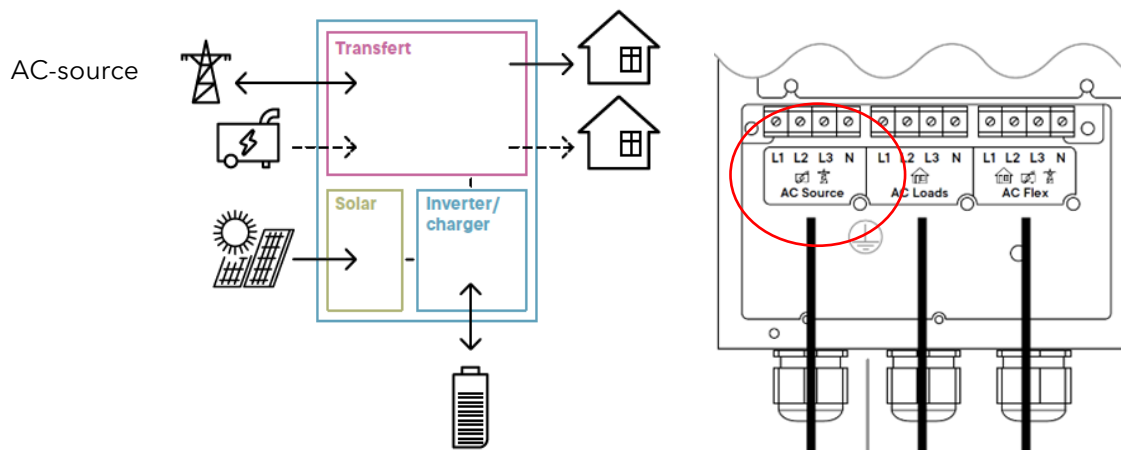 AC-source
Transfert
Solar
Inverter/
charger
L1 L2 L3 N
AC Source
L1 L2 L3 N
AC Loads
L1 L2 L3 N
AC Flex